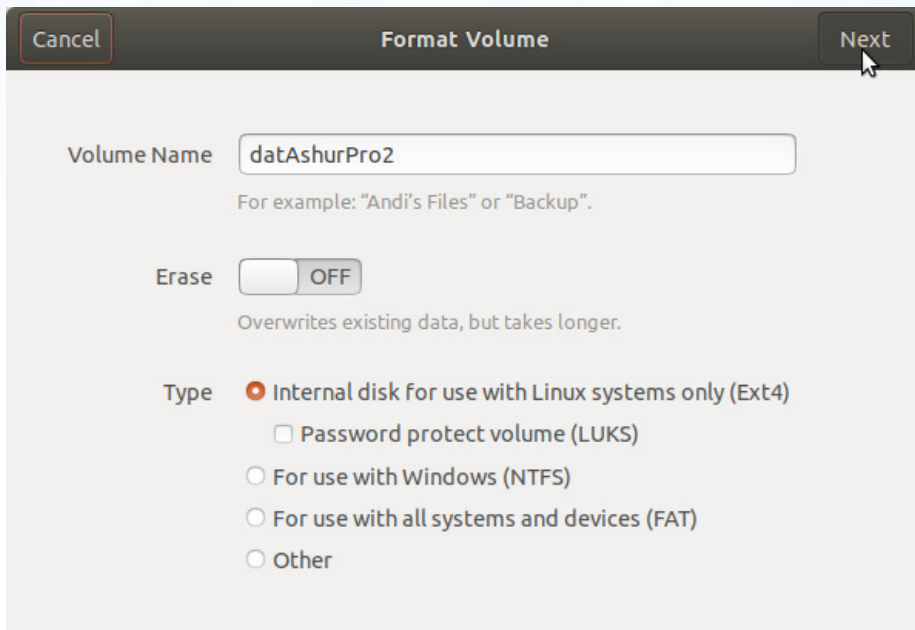 Cancel Format Volume Next
Volume Name datAshurPro2
For example: “Andi's Files” or “Backup”.
Erase OFF
Overwrites existing data, but takes longer.
Type Internal disk for use with Linux systems only (Ext4)
Password protect volume (LUKS)
For use with Windows (NTFS)
For use with all systems and devices (FAT)
Other